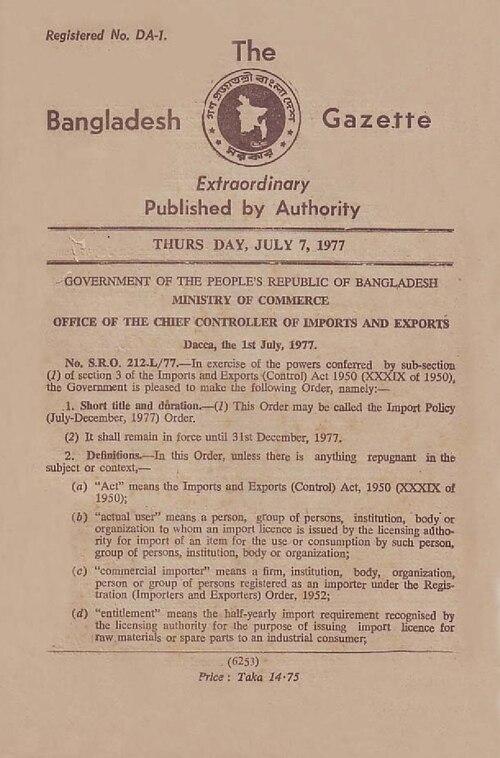 Registered No. DA-1.
The
Bangladesh Gazette
গণপ্রজাতন্ত্রী বাংলাদেশ
সরকার
Extraordinary
Published by Authority
THURS DAY, JULY 7, 1977
GOVERNMENT OF THE PEOPLE'S REPUBLIC OF BANGLADESH
MINISTRY OF COMMERCE
OFFICE OF THE CHIEF CONTROLLER OF IMPORTS AND EXPORTS
Dacca, the 1st July, 1977.
No. S.R.O. 212-L/77.—In exercise of the powers conferred by sub-section
(1) of section 3 of the Imports and Exports (Control) Act 1950 (XXXIX of 1950),
the Government is pleased to make the following Order, namely:—
1. Short title and duration.—(1) This Order may be called the Import Policy
(July-December, 1977) Order.
(2) It shall remain in force until 31st December, 1977.
2. Definitions.—In this Order, unless there is anything repugnant in the
subject or context,—
(a) "Act" means the Imports and Exports (Control) Act, 1950 (XXXIX of
1950);
(b) "actual user" means a person, group of persons, institution, body or
organization to whom an import licence is issued by the licensing autho-
rity for import of an item for the use or consumption by such person,
group of persons, institution, body or organization;
(c) "commercial importer" means a firm, institution, body, organization,
person or group of persons registered as an importer under the Regis-
tration (Importers and Exporters) Order, 1952;
(d) "entitlement" means the half-yearly import requirement recognised by
the licensing authority for the purpose of issuing import licence for
raw materials or spare parts to an industrial consumer;
(6253)
Price : Taka 14·75